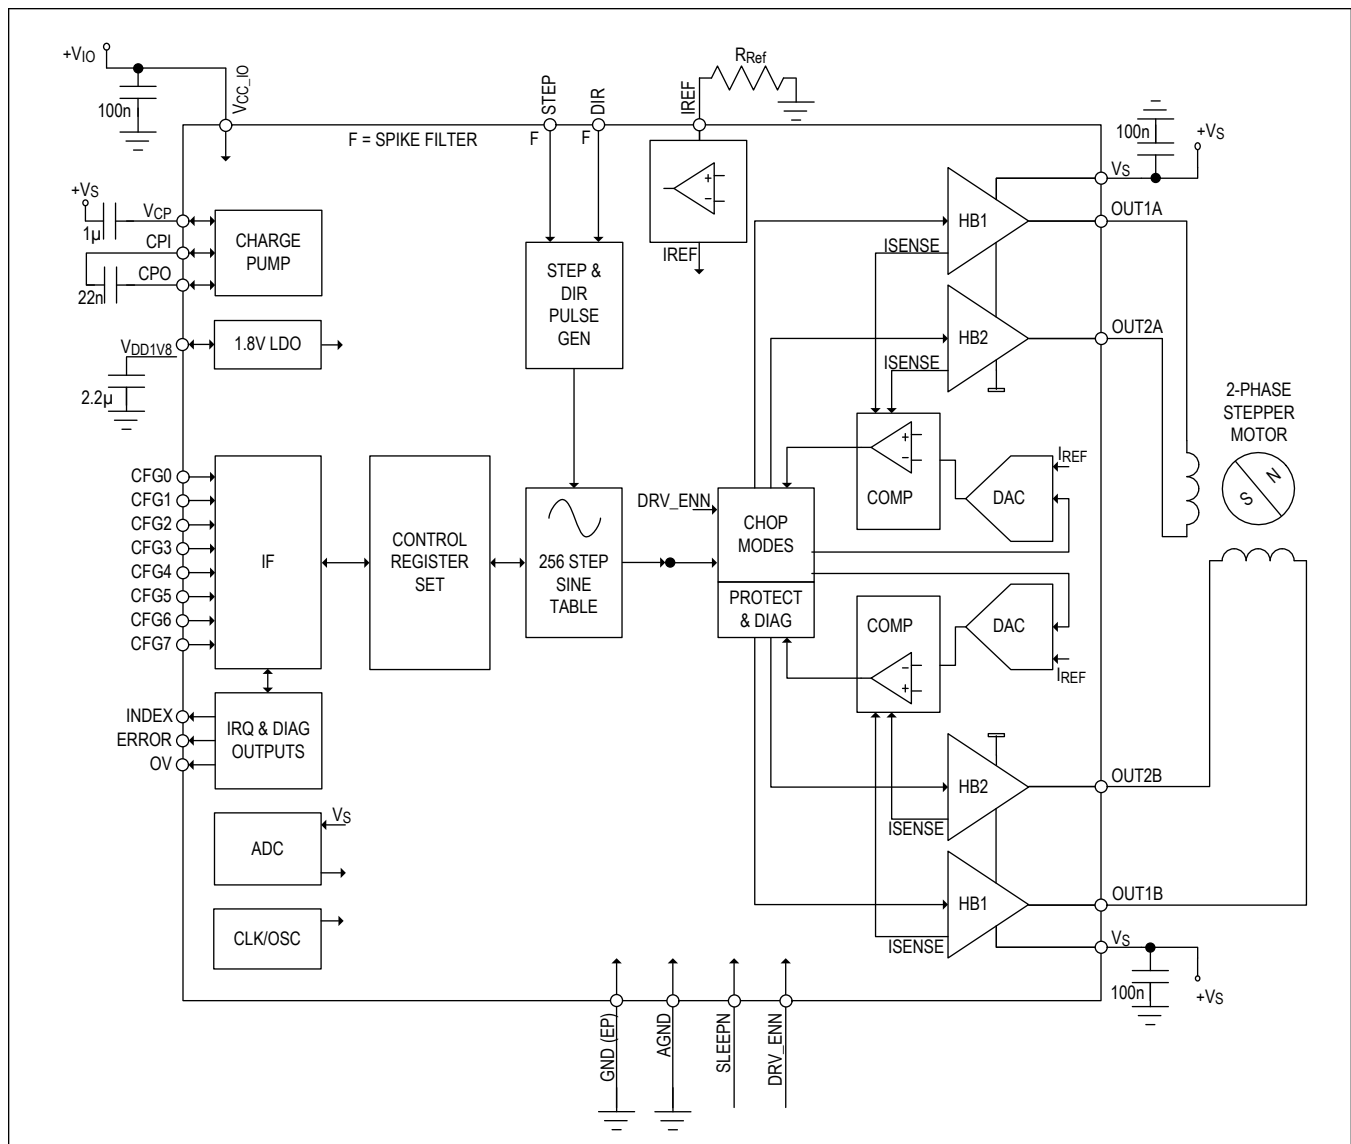 +VIO
100n
VCC_IO
F = SPIKE FILTER
STEP
F
DIR
F
IREF
RRef
IREF
100n
+VS
VS
+VS
1µ
VCP
CPI
CPO
22n
CHARGE
PUMP
VDD1V8
2.2µ
1.8V LDO
STEP &
DIR
PULSE
GEN
HB1
ISENSE
OUT1A
HB2
ISENSE
OUT2A
2-PHASE
STEPPER
MOTOR
S N
+
−
COMP
DAC
IREF
CFG0
CFG1
CFG2
CFG3
CFG4
CFG5
CFG6
CFG7
IF
CONTROL
REGISTER
SET
256 STEP
SINE
TABLE
DRV_ENN
CHOP
MODES
PROTECT
& DIAG
COMP
−
+
DAC
IREF
INDEX
ERROR
OV
IRQ & DIAG
OUTPUTS
HB2
ISENSE
OUT2B
HB1
ISENSE
OUT1B
VS
100n
+VS
ADC
VS
CLK/OSC
GND (EP)
AGND
SLEEPN
DRV_ENN
+
−